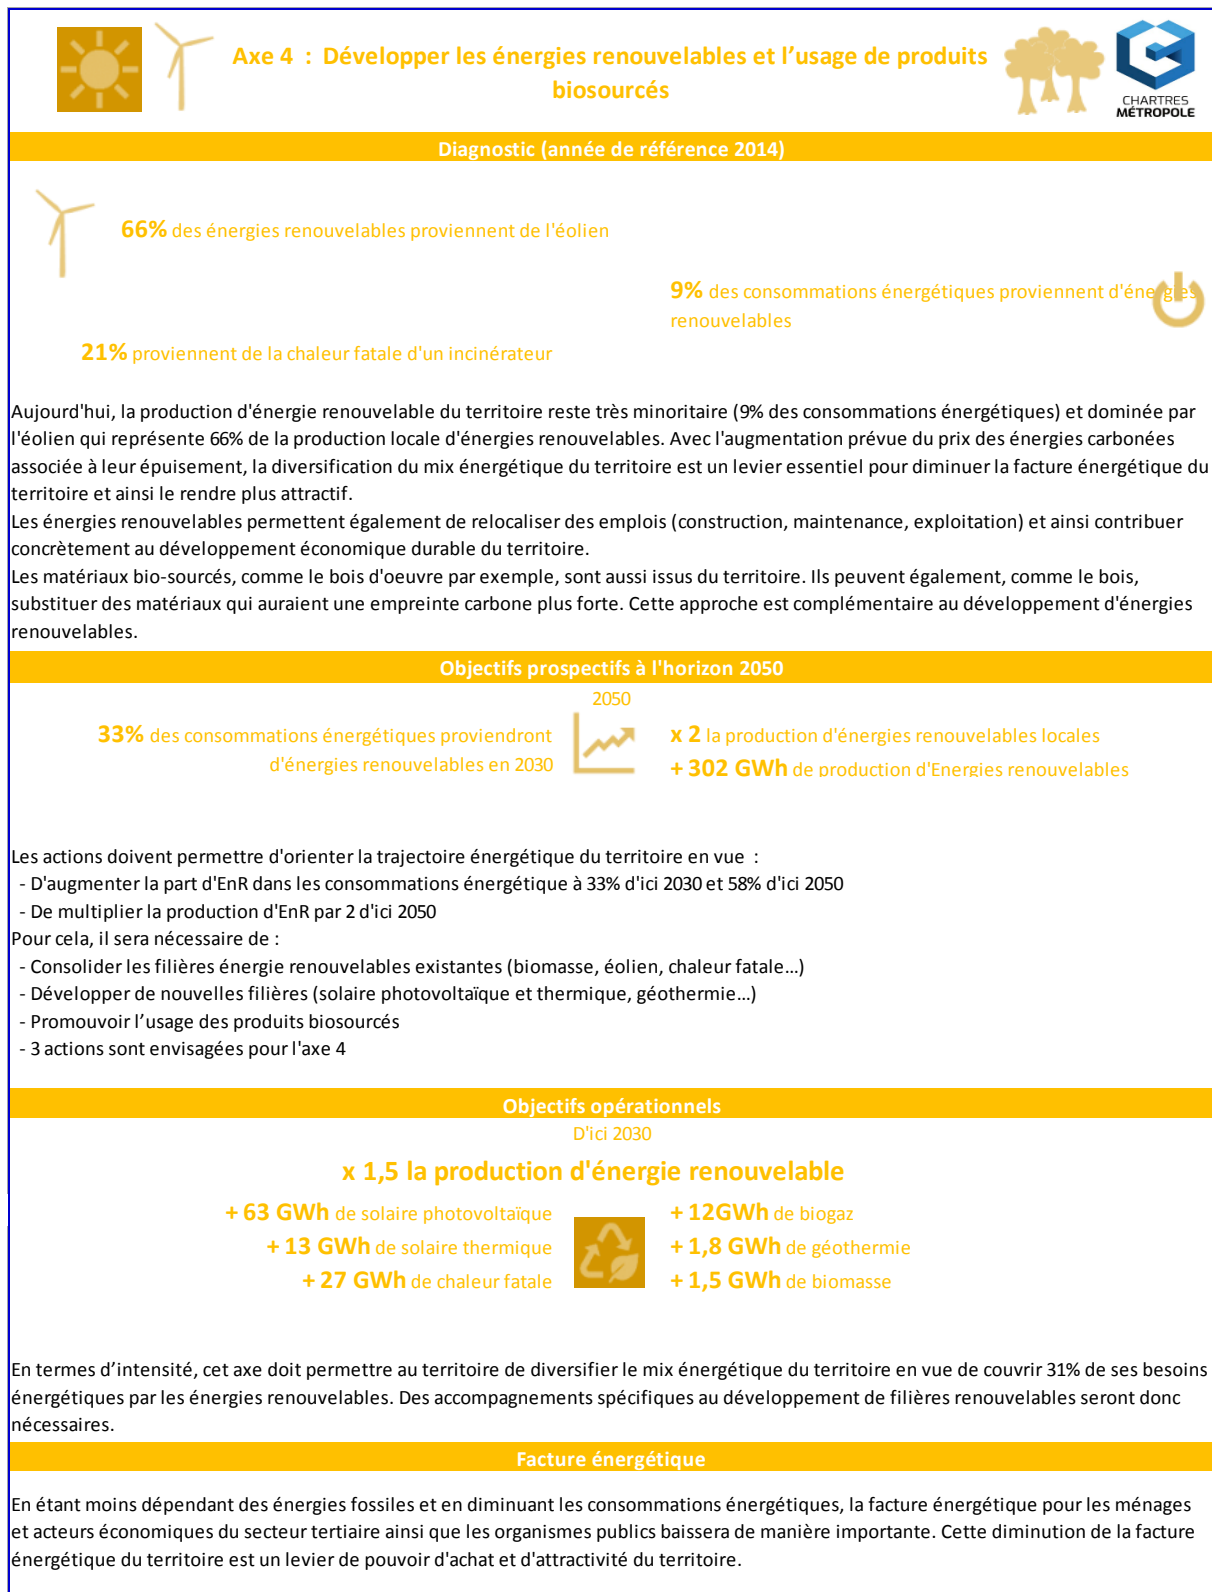 Axe 4 : Développer les énergies renouvelables et l’usage de produits
biosourcés
CHARTRES
MÉTROPOLE
Diagnostic (année de référence 2014)
66% des énergies renouvelables proviennent de l'éolien
9% des consommations énergétiques proviennent d'énergies
renouvelables
21% proviennent de la chaleur fatale d'un incinérateur
Aujourd'hui, la production d'énergie renouvelable du territoire reste très minoritaire (9% des consommations énergétiques) et dominée par
l'éolien qui représente 66% de la production locale d'énergies renouvelables. Avec l'augmentation prévue du prix des énergies carbonées
associée à leur épuisement, la diversification du mix énergétique du territoire est un levier essentiel pour diminuer la facture énergétique du
territoire et ainsi le rendre plus attractif.
Les énergies renouvelables permettent également de relocaliser des emplois (construction, maintenance, exploitation) et ainsi contribuer
concrètement au développement économique durable du territoire.
Les matériaux bio-sourcés, comme le bois d'oeuvre par exemple, sont aussi issus du territoire. Ils peuvent également, comme le bois,
substituer des matériaux qui auraient une empreinte carbone plus forte. Cette approche est complémentaire au développement d'énergies
renouvelables.
Objectifs prospectifs à l'horizon 2050
2050
33% des consommations énergétiques proviendront
d'énergies renouvelables en 2030
x 2 la production d'énergies renouvelables locales
+ 302 GWh de production d'Energies renouvelables
Les actions doivent permettre d'orienter la trajectoire énergétique du territoire en vue :
- D'augmenter la part d'EnR dans les consommations énergétique à 33% d'ici 2030 et 58% d'ici 2050
- De multiplier la production d'EnR par 2 d'ici 2050
Pour cela, il sera nécessaire de :
- Consolider les filières énergie renouvelables existantes (biomasse, éolien, chaleur fatale…)
- Développer de nouvelles filières (solaire photovoltaïque et thermique, géothermie…)
- Promouvoir l’usage des produits biosourcés
- 3 actions sont envisagées pour l'axe 4
Objectifs opérationnels
D'ici 2030
x 1,5 la production d'énergie renouvelable
+ 63 GWh de solaire photovoltaïque
+ 13 GWh de solaire thermique
+ 27 GWh de chaleur fatale
+ 12GWh de biogaz
+ 1,8 GWh de géothermie
+ 1,5 GWh de biomasse
En termes d’intensité, cet axe doit permettre au territoire de diversifier le mix énergétique du territoire en vue de couvrir 31% de ses besoins
énergétiques par les énergies renouvelables. Des accompagnements spécifiques au développement de filières renouvelables seront donc
nécessaires.
Facture énergétique
En étant moins dépendant des énergies fossiles et en diminuant les consommations énergétiques, la facture énergétique pour les ménages
et acteurs économiques du secteur tertiaire ainsi que les organismes publics baissera de manière importante. Cette diminution de la facture
énergétique du territoire est un levier de pouvoir d'achat et d'attractivité du territoire.